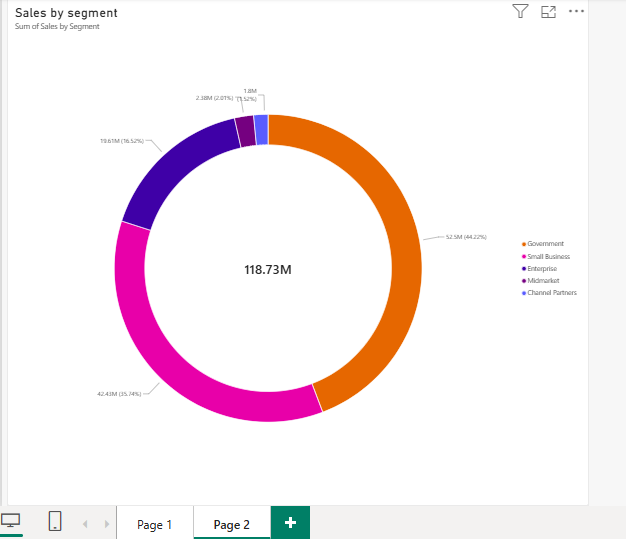 Sales by segment
Sum of Sales by Segment
1.8M
2.38M (2.01%)
(1.52%)
19.61M (16.52%)
52.5M (44.22%)
Government
Small Business
118.73M
Enterprise
Midmarket
Channel Partners
42.43M (35.74%)
Page 1
Page 2